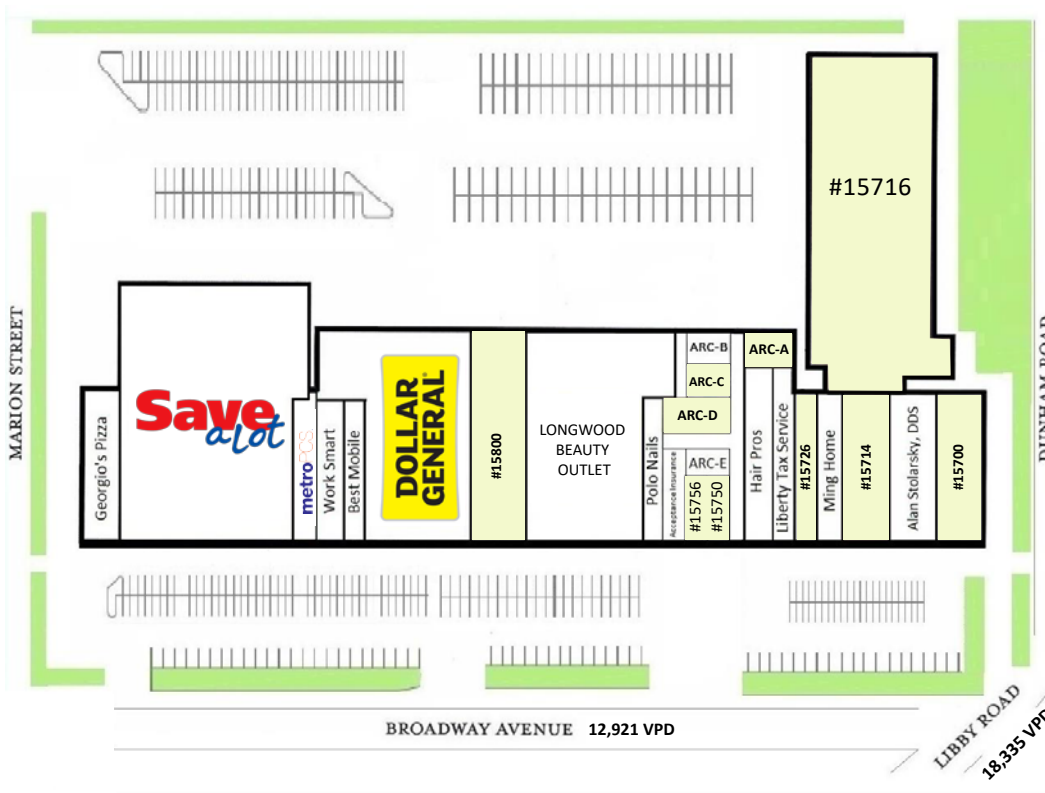 #15716
MARION STREET
DUNHAM ROAD
Georgio's Pizza
Save
a lot
metroPCS.
Work Smart
Best Mobile
DOLLAR
GENERAL
#15800
LONGWOOD
BEAUTY
OUTLET
Polo Nails
Acceptance Insurance
ARC-B
ARC-C
ARC-D
ARC-E
#15756
#15750
ARC-A
Hair Pros
Liberty Tax Service
#15726
Ming Home
#15714
Alan Stolarsky, DDS
#15700
BROADWAY AVENUE 12,921 VPD
LIBBY ROAD
18,335 VPD